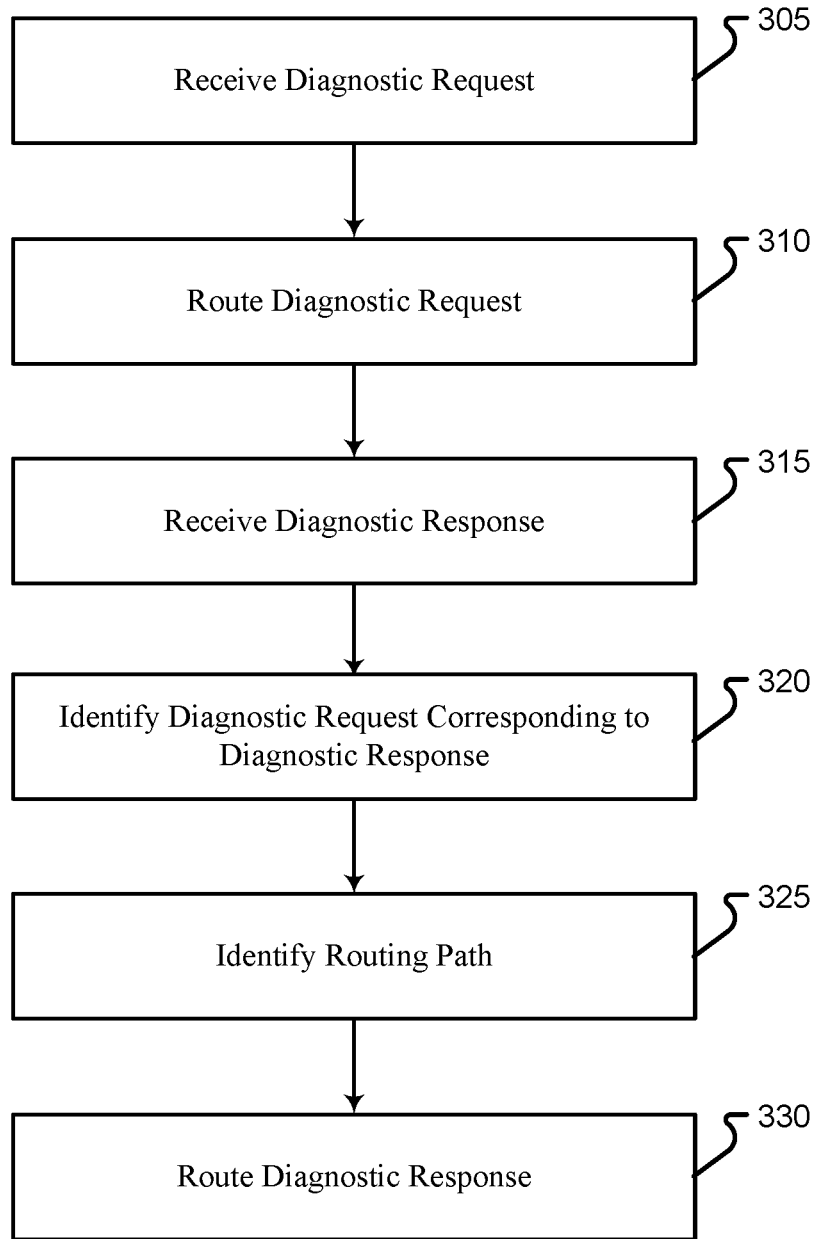 305
Receive Diagnostic Request
310
Route Diagnostic Request
315
Receive Diagnostic Response
320
Identify Diagnostic Request Corresponding to
Diagnostic Response
325
Identify Routing Path
330
Route Diagnostic Response